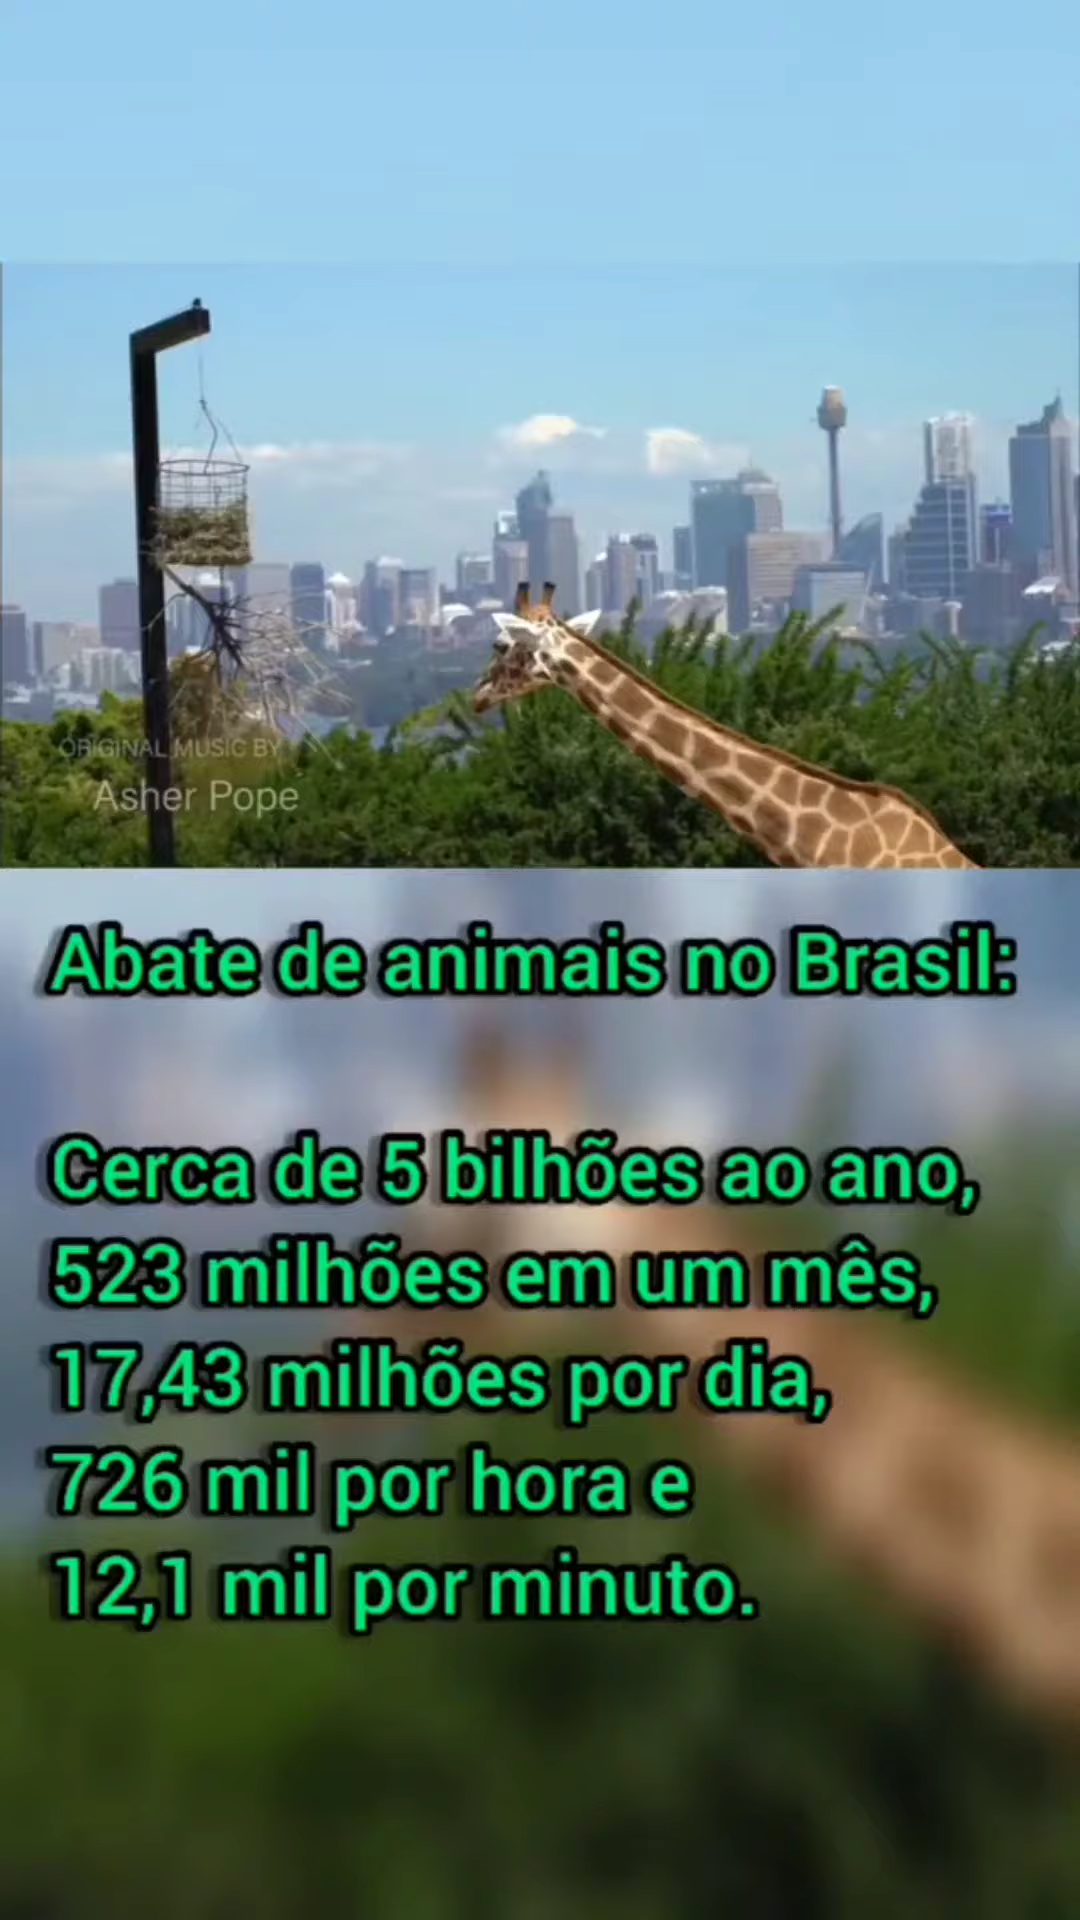 ORIGINAL MUSIC BY
Asher Pope
Abate de animais no Brasil:
Cerca de 5 bilhões ao ano,
523 milhões em um mês,
17,43 milhões por dia,
726 mil por hora e
12,1 mil por minuto.